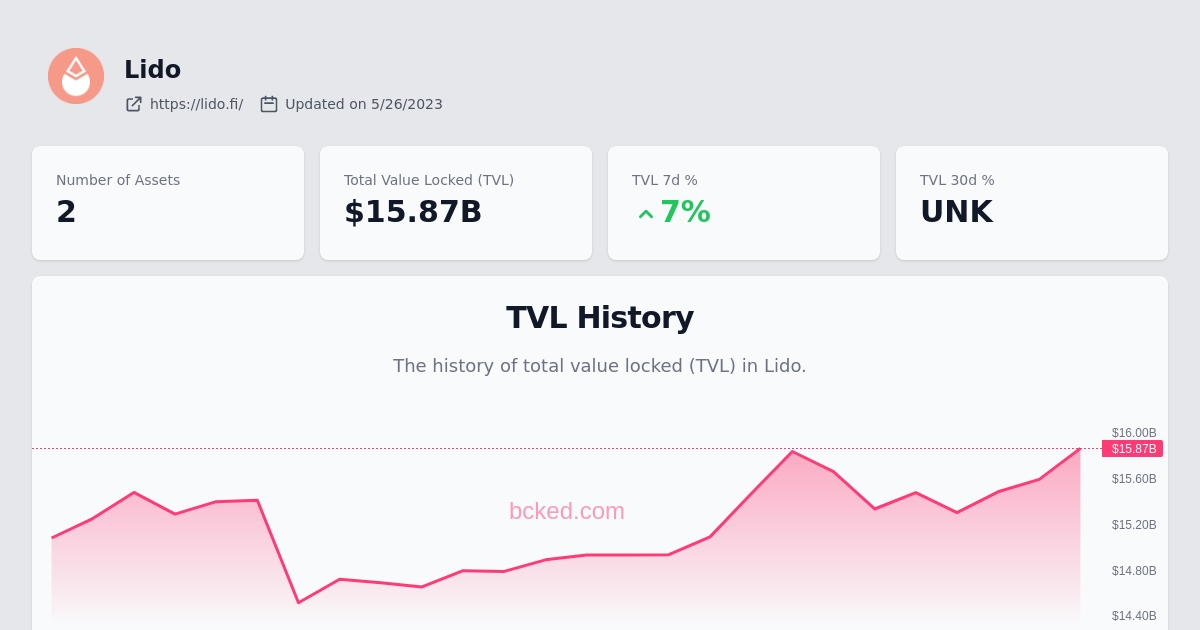 Lido
https://lido.fi/ Updated on 5/26/2023
Number of Assets
2
Total Value Locked (TVL)
$15.87B
TVL 7d %
7%
TVL 30d %
UNK
TVL History
The history of total value locked (TVL) in Lido.
bcked.com
$16.00B
$15.87B
$15.60B
$15.20B
$14.80B
$14.40B